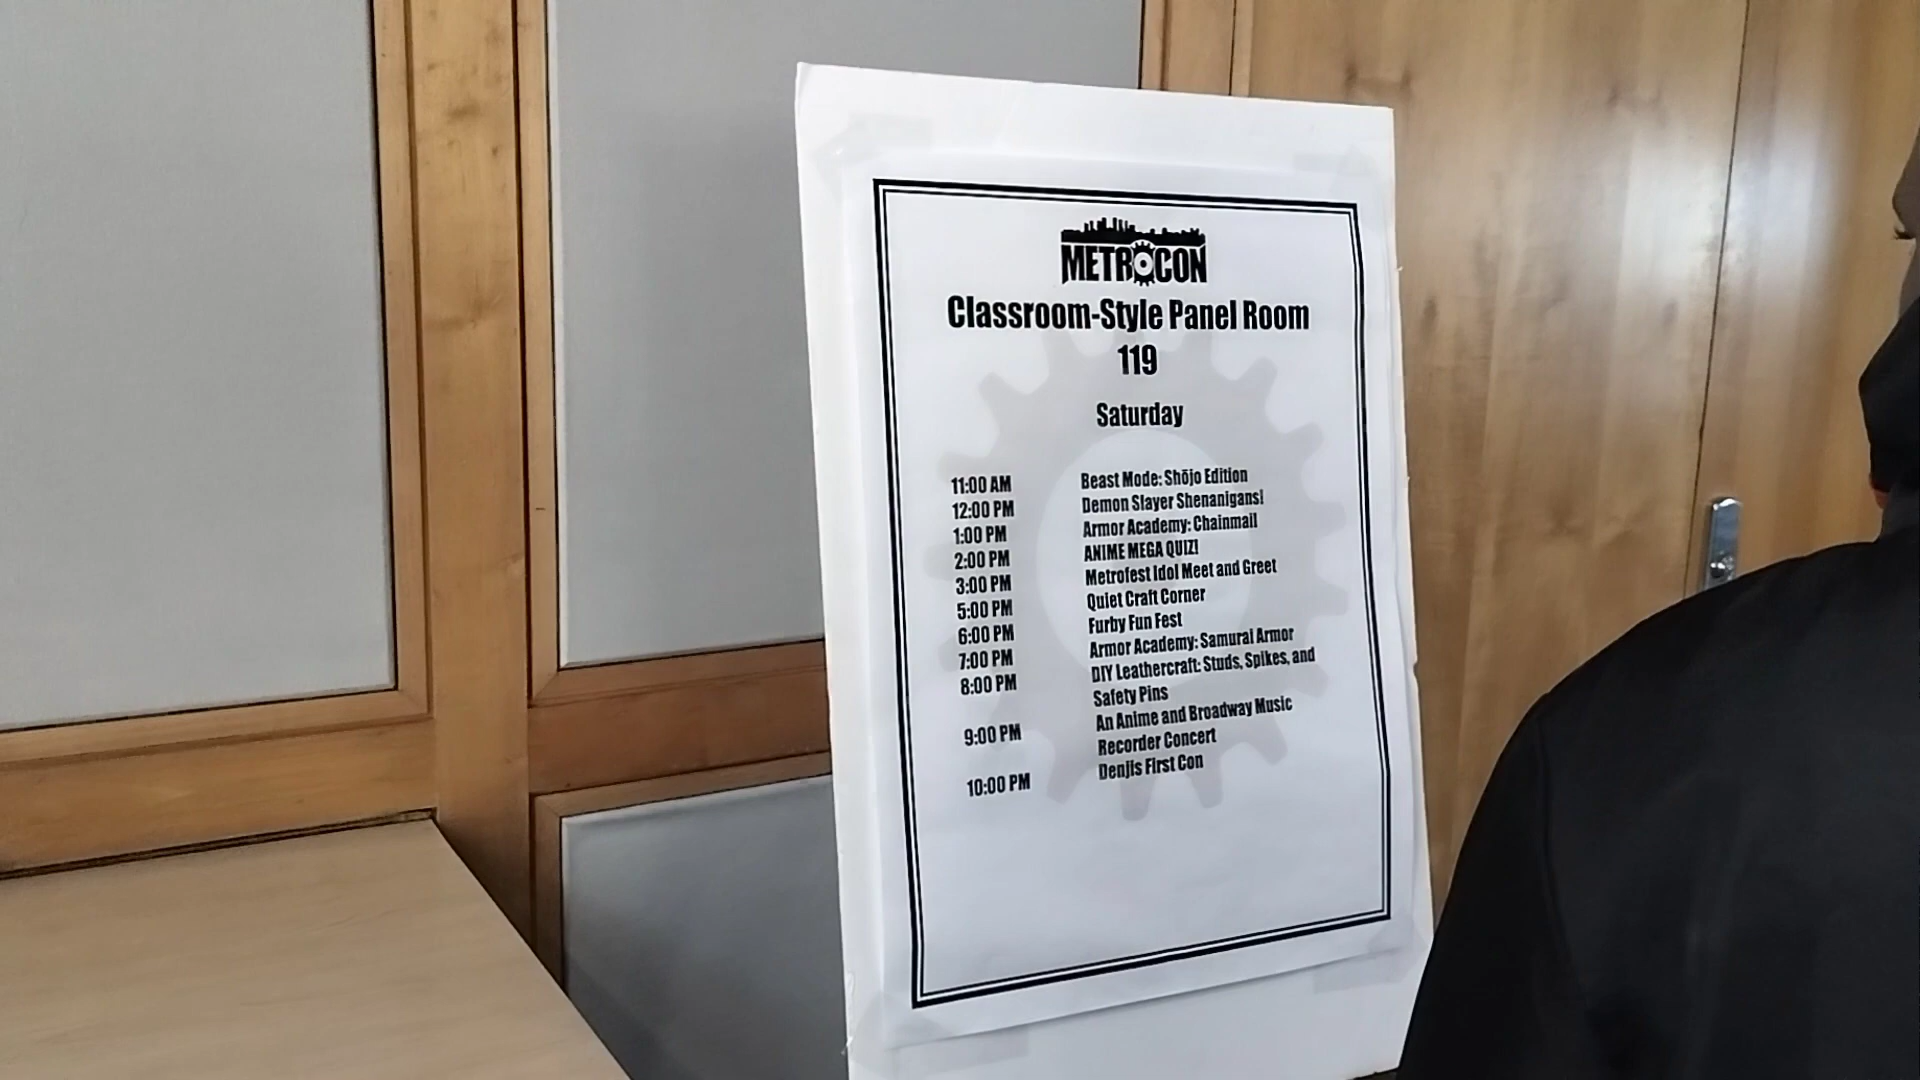 METROCON
Classroom-Style Panel Room
119
Saturday
11:00 AM Beast Mode: Shōjo Edition
12:00 PM Demon Slayer Shenanigans!
1:00 PM Armor Academy: Chainmail
2:00 PM ANIME MEGA QUIZ!
3:00 PM Metrofest Idol Meet and Greet
5:00 PM Quiet Craft Corner
6:00 PM Furby Fun Fest
7:00 PM Armor Academy: Samurai Armor
8:00 PM DIY Leathercraft: Studs, Spikes, and
Safety Pins
9:00 PM An Anime and Broadway Music
Recorder Concert
10:00 PM Denjis First Con